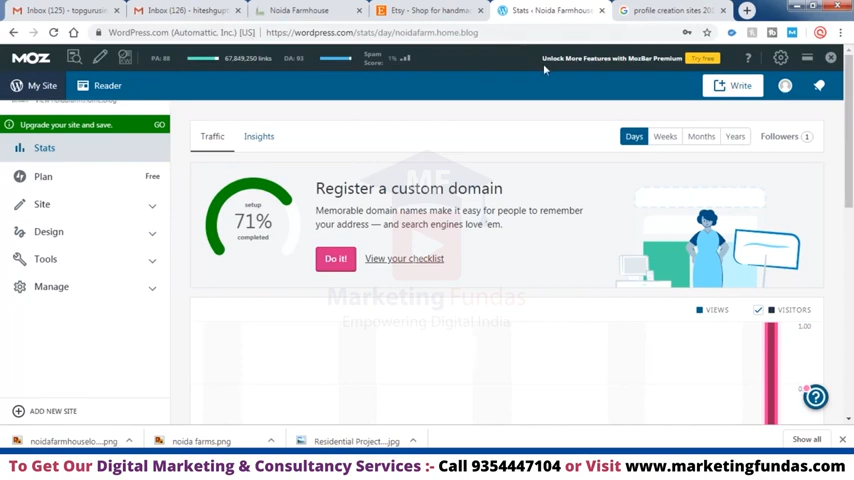 Inbox (125) - topgurusin
Inbox (126) - hiteshgupt
Noida Farmhouse
Etsy - Shop for handmad
Stats ‹ Noida Farmhouse
profile creation sites 202
WordPress (Automattic, Inc.) [US]
https://wordpress.com/stats/day/noidafarm.home.blog
MOZ
PA: 88
67,849,250 links
DA: 93
Spam Score: 1%
Unlock More Features with MozBar Premium
Try free
My Site
Reader
Write
Upgrade your site and save.
GO
Stats
Plan
Free
Site
Design
Tools
Manage
ADD NEW SITE
Traffic
Insights
Days
Weeks
Months
Years
Followers 1
setup
71%
completed
Register a custom domain
Memorable domain names make it easy for people to remember
your address — and search engines love 'em.
Do it!
View your checklist
MF
Marketing Fundas
Empowering Digital India
VIEWS
VISITORS
1.00
noidafarmhouselo....png
noida farms.png
Residential Project....jpg
Show all
To Get Our Digital Marketing & Consultancy Services :- Call 9354447104 or Visit www.marketingfundas.com